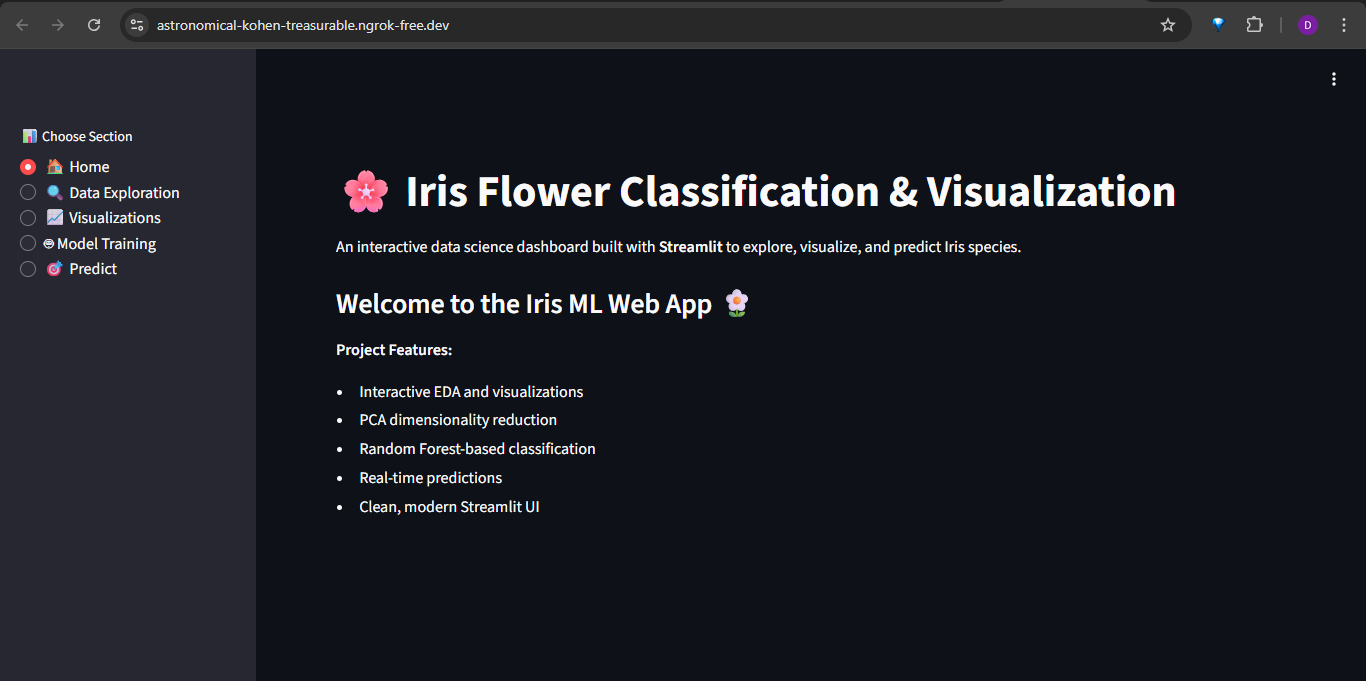 astronomical-kohen-treasurable.ngrok-free.dev
D
📊 Choose Section
🏠 Home
🔍 Data Exploration
📈 Visualizations
Model Training
🎯 Predict
🌸 Iris Flower Classification & Visualization
An interactive data science dashboard built with Streamlit to explore, visualize, and predict Iris species.
Welcome to the Iris ML Web App 🌼
Project Features:
• Interactive EDA and visualizations
• PCA dimensionality reduction
• Random Forest-based classification
• Real-time predictions
• Clean, modern Streamlit UI